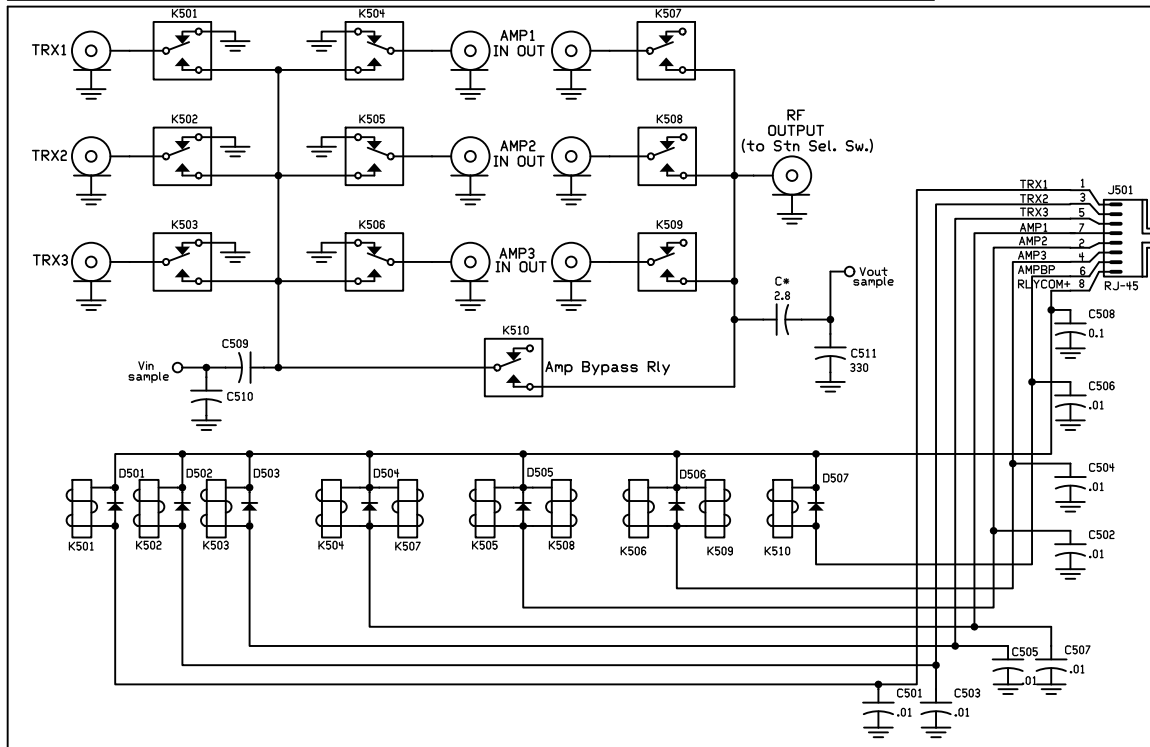 K501
K504
K507
TRX1
AMP1
IN OUT
K502
K505
K508
TRX2
AMP2
IN OUT
RF
OUTPUT
(to Stn Sel. Sw.)
K503
K506
K509
TRX3
AMP3
IN OUT
TRX1 1
TRX2 3
TRX3 5
AMP1 7
AMP2 2
AMP3 4
AMPBP 6
RLYCOM+ 8
J501
RJ-45
C*
2.8
Vout
sample
C511
330
K510
Amp Bypass Rly
C509
Vin
sample
C510
C508
0.1
C506
.01
C504
.01
C502
.01
D501
D502
D503
D504
D505
D506
D507
K501
K502
K503
K504
K507
K505
K508
K506
K509
K510
C505
.01
C507
.01
C501
.01
C503
.01